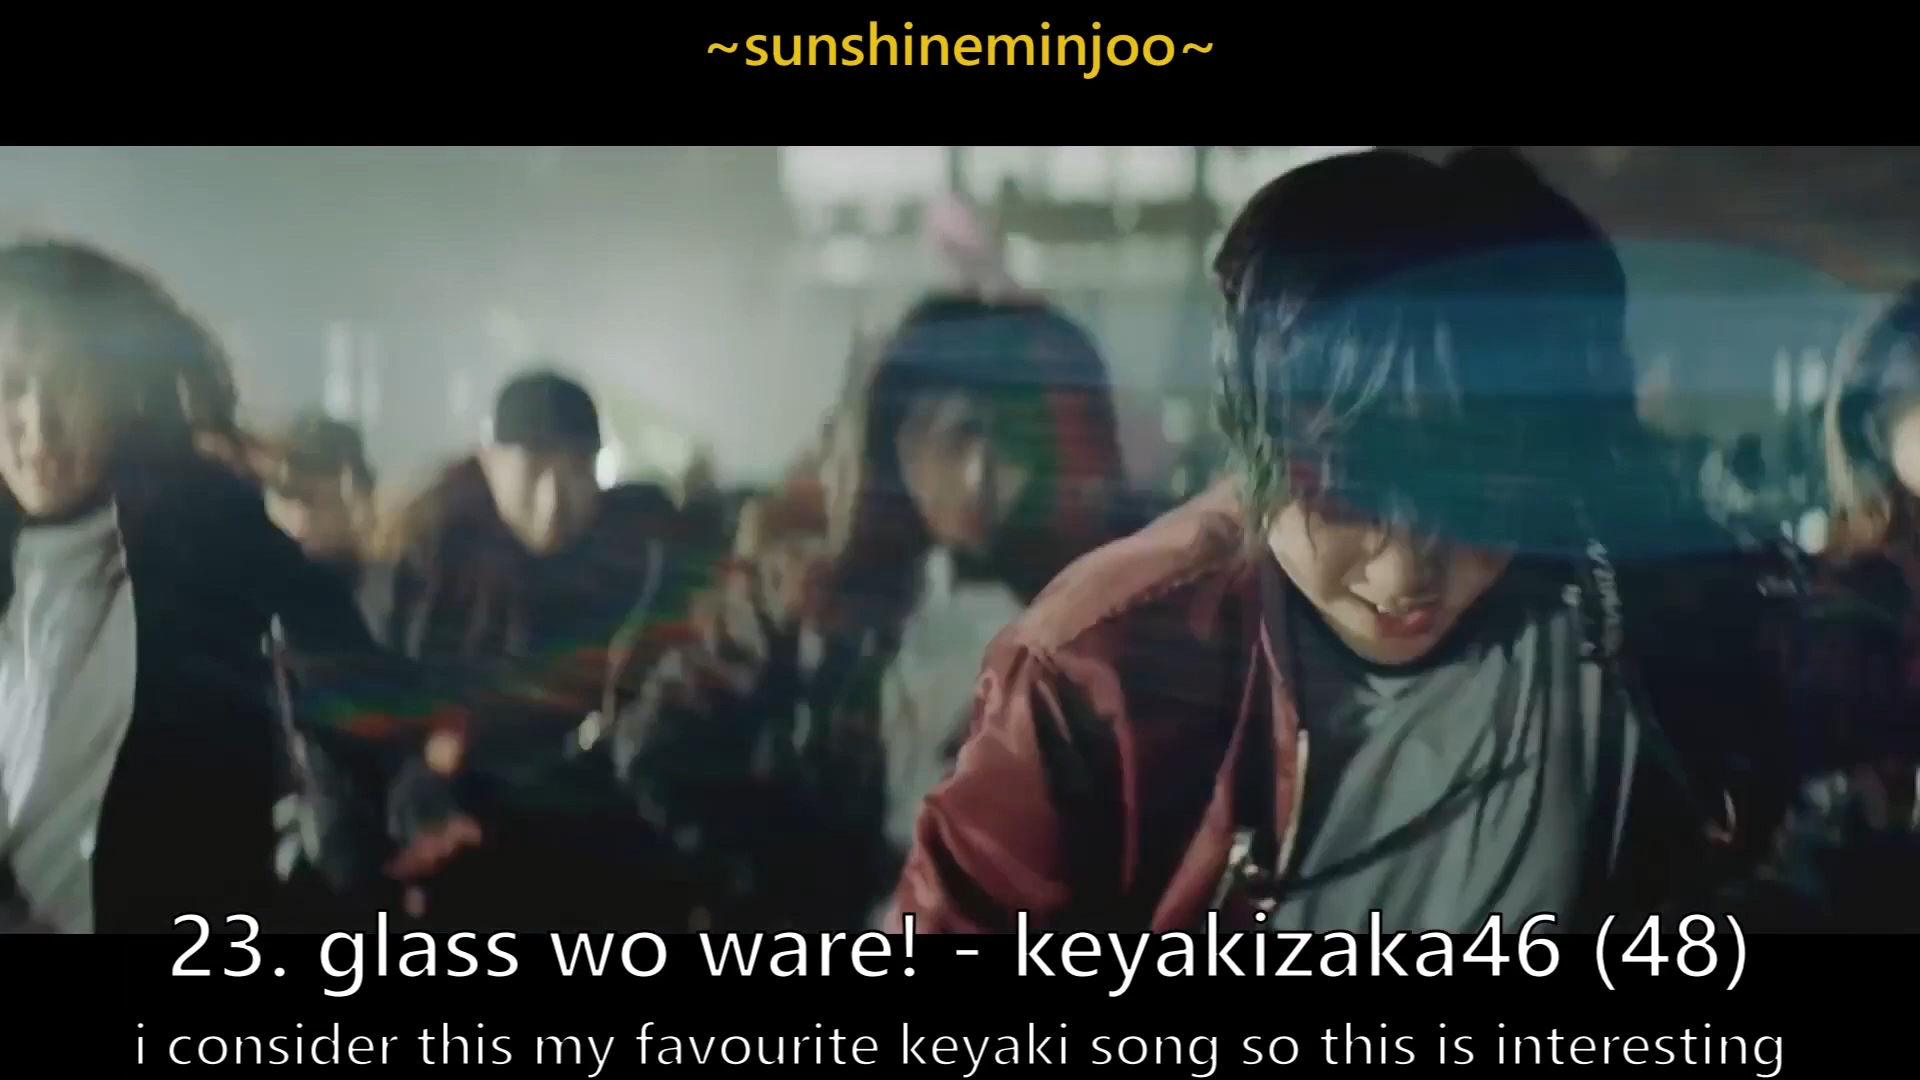 ~sunshineminjoo~
23. glass wo ware! - keyakizaka46 (48)
i consider this my favourite keyaki song so this is interesting